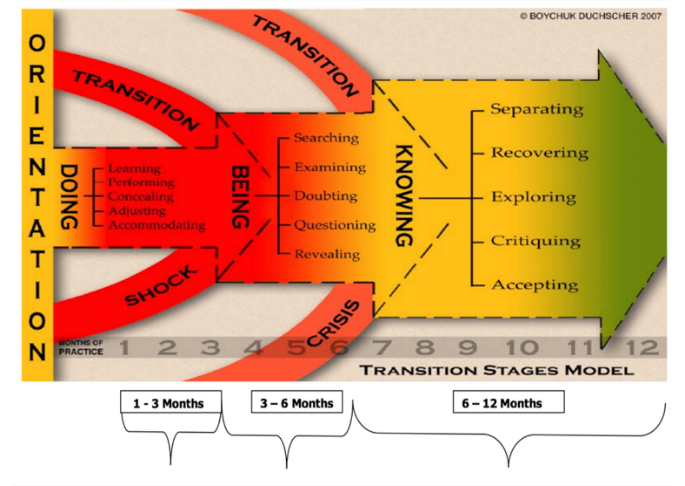 © BOYCHUK DUCHSCHER 2007
ORIENTATION
TRANSITION
SHOCK
TRANSITION
CRISIS
DOING
Learning
Performing
Concealing
Adjusting
Accommodating
BEING
Searching
Examining
Doubting
Questioning
Revealing
KNOWING
Separating
Recovering
Exploring
Critiquing
Accepting
MONTHS OF
PRACTICE 1 2 3 4 5 6 7 8 9 10 11 12
TRANSITION STAGES MODEL
1 - 3 Months
3 – 6 Months
6 – 12 Months